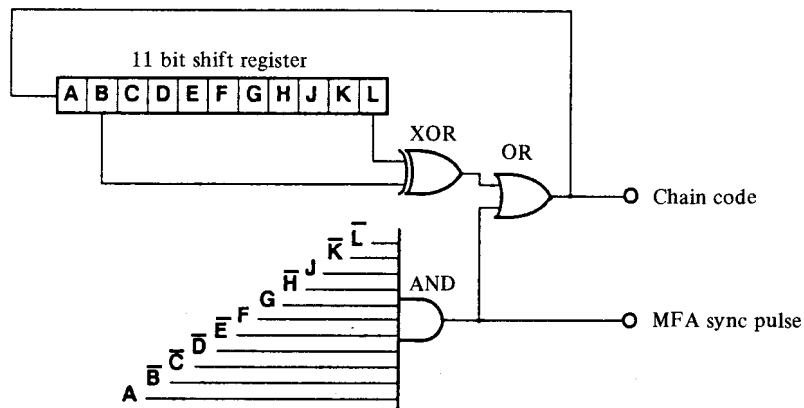 11 bit shift register
A B C D E F G H J K L
XOR
OR
Chain code
L̅
K̅
J
H̅
AND
G
F
MFA sync pulse
E̅
D̅
C̅
B̅
A